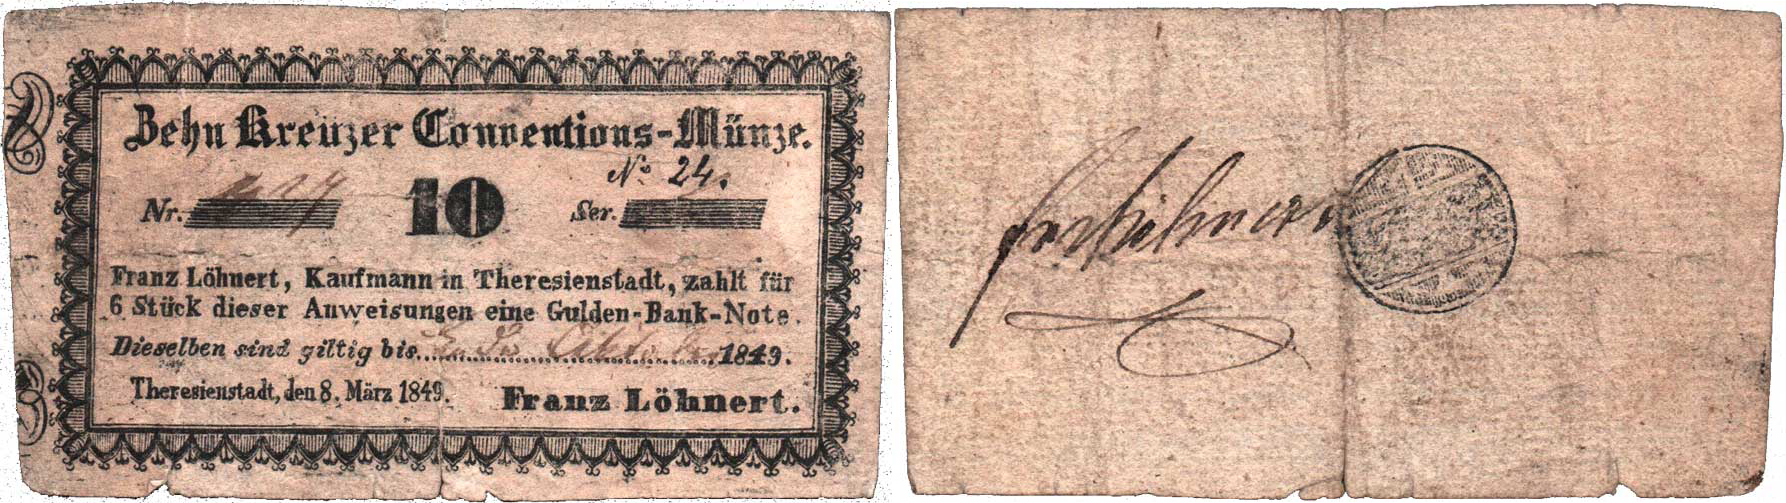 Zehn Kreuzer Conventions-Münze.
Nr. 10 Ser. No 24.
Franz Löhnert, Kaufmann in Theresienstadt, zahlt für
6 Stück dieser Anweisungen eine Gulden-Bank-Note.
Dieselben sind giltig bis 1849.
Theresienstadt, den 8. März 1849. Franz Löhnert.